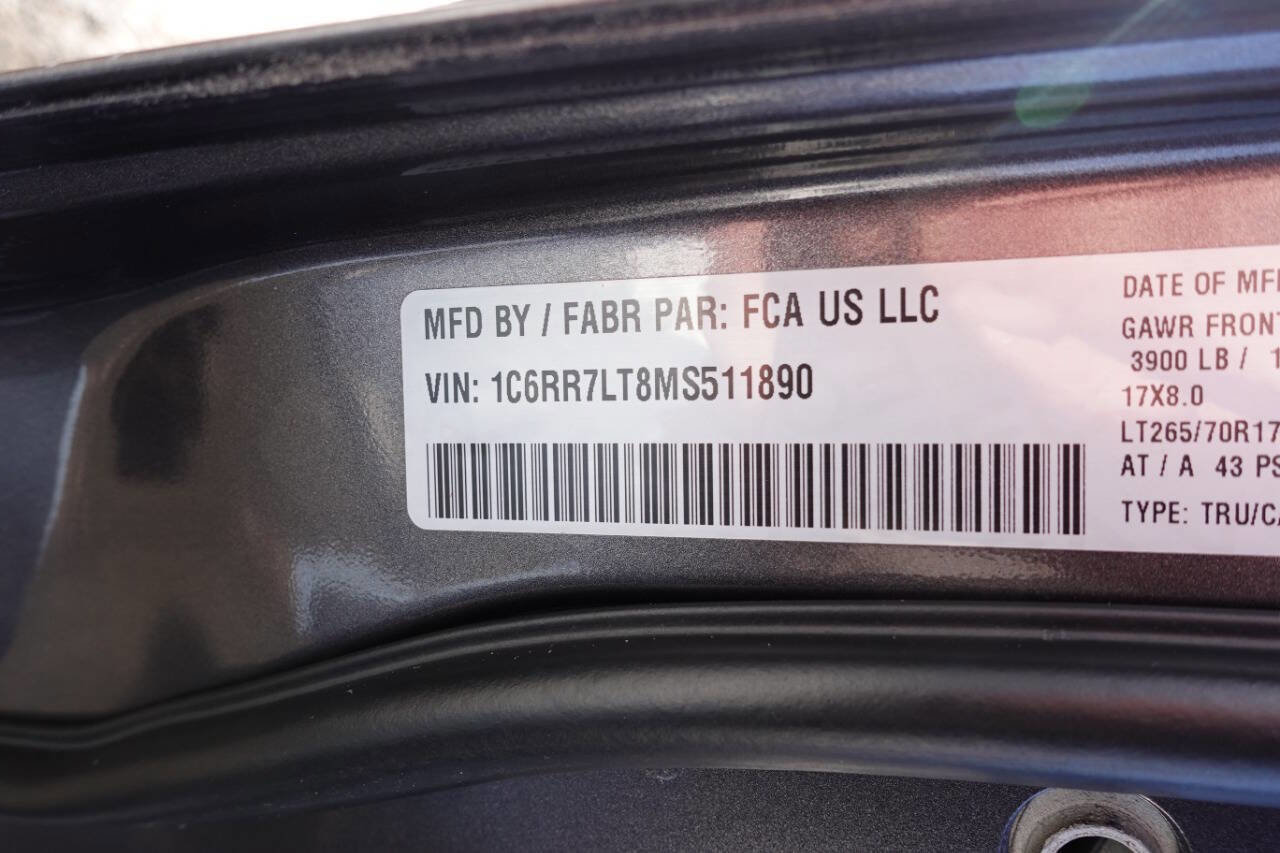 MFD BY / FABR PAR: FCA US LLC
VIN: 1C6RR7LT8MS511890
DATE OF MF
GAWR FRONT
3900 LB /
17X8.0
LT265/70R17
AT / A 43 PS
TYPE: TRU/C